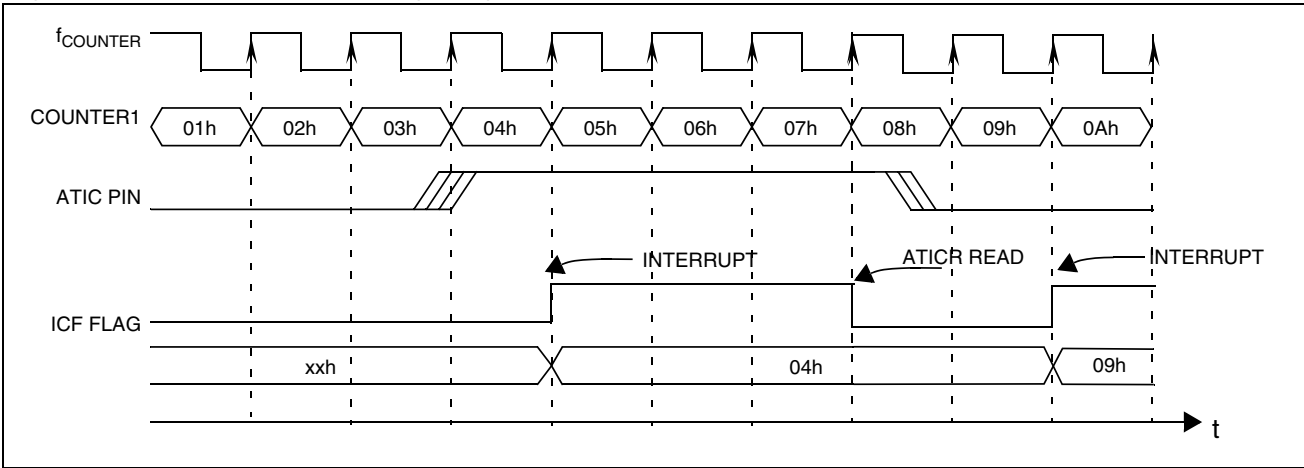 fCOUNTER
COUNTER1 01h 02h 03h 04h 05h 06h 07h 08h 09h 0Ah
ATIC PIN
INTERRUPT ATICR READ INTERRUPT
ICF FLAG
xxh 04h 09h
t